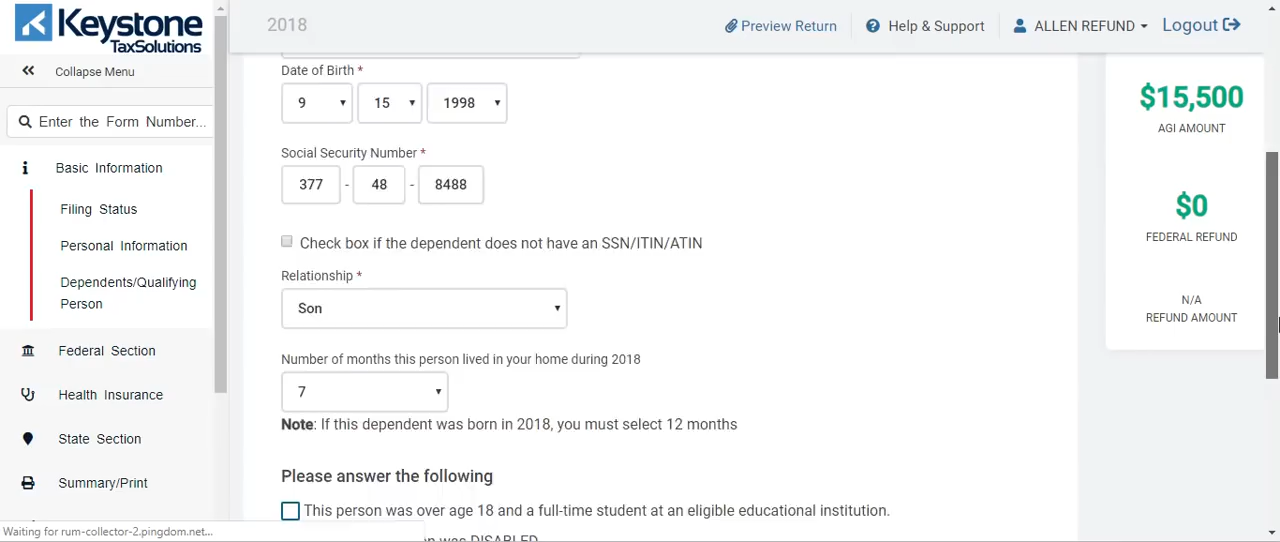 Keystone
TaxSolutions
2018
Preview Return
Help & Support
ALLEN REFUND
Logout
Collapse Menu
Enter the Form Number...
Basic Information
Filing Status
Personal Information
Dependents/Qualifying
Person
Federal Section
Health Insurance
State Section
Summary/Print
Waiting for rum-collector-2.pingdom.net...
Date of Birth *
9 15 1998
Social Security Number *
377 - 48 - 8488
Check box if the dependent does not have an SSN/ITIN/ATIN
Relationship *
Son
Number of months this person lived in your home during 2018
7
Note: If this dependent was born in 2018, you must select 12 months
Please answer the following
This person was over age 18 and a full-time student at an eligible educational institution.
was DISABLED
$15,500
AGI AMOUNT
$0
FEDERAL REFUND
N/A
REFUND AMOUNT